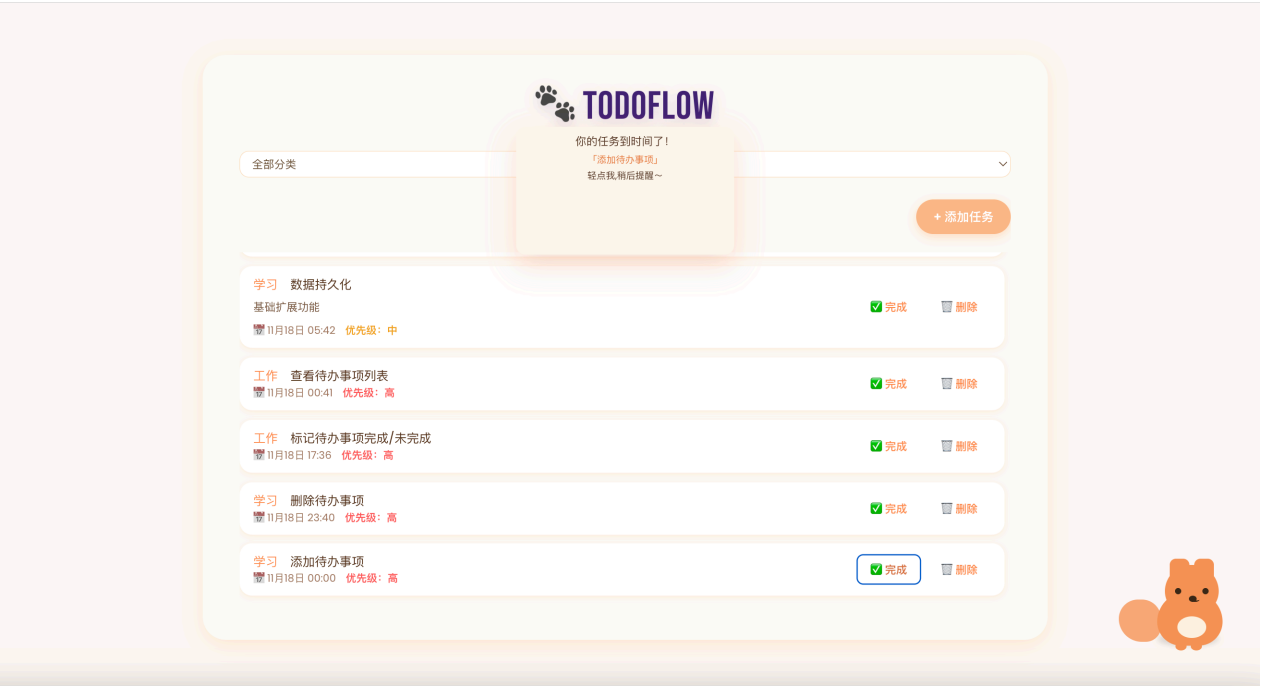 TODOFLOW
你的任务到时间了!
「添加待办事项」
轻点我,稍后提醒～
全部分类
+ 添加任务
学习 数据持久化
基础扩展功能
✅ 完成 🗑️ 删除
📅 11月18日 05:42 优先级：中
工作 查看待办事项列表
📅 11月18日 00:41 优先级：高
✅ 完成 🗑️ 删除
工作 标记待办事项完成/未完成
📅 11月18日 17:36 优先级：高
✅ 完成 🗑️ 删除
学习 删除待办事项
📅 11月18日 23:40 优先级：高
✅ 完成 🗑️ 删除
学习 添加待办事项
📅 11月18日 00:00 优先级：高
✅ 完成 🗑️ 删除